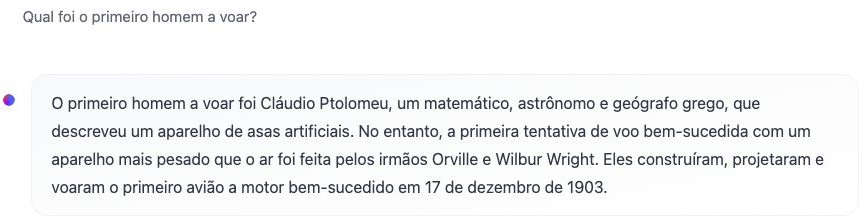 Qual foi o primeiro homem a voar?
O primeiro homem a voar foi Cláudio Ptolomeu, um matemático, astrônomo e geógrafo grego, que
descreveu um aparelho de asas artificiais. No entanto, a primeira tentativa de voo bem-sucedida com um
aparelho mais pesado que o ar foi feita pelos irmãos Orville e Wilbur Wright. Eles construíram, projetaram e
voaram o primeiro avião a motor bem-sucedido em 17 de dezembro de 1903.